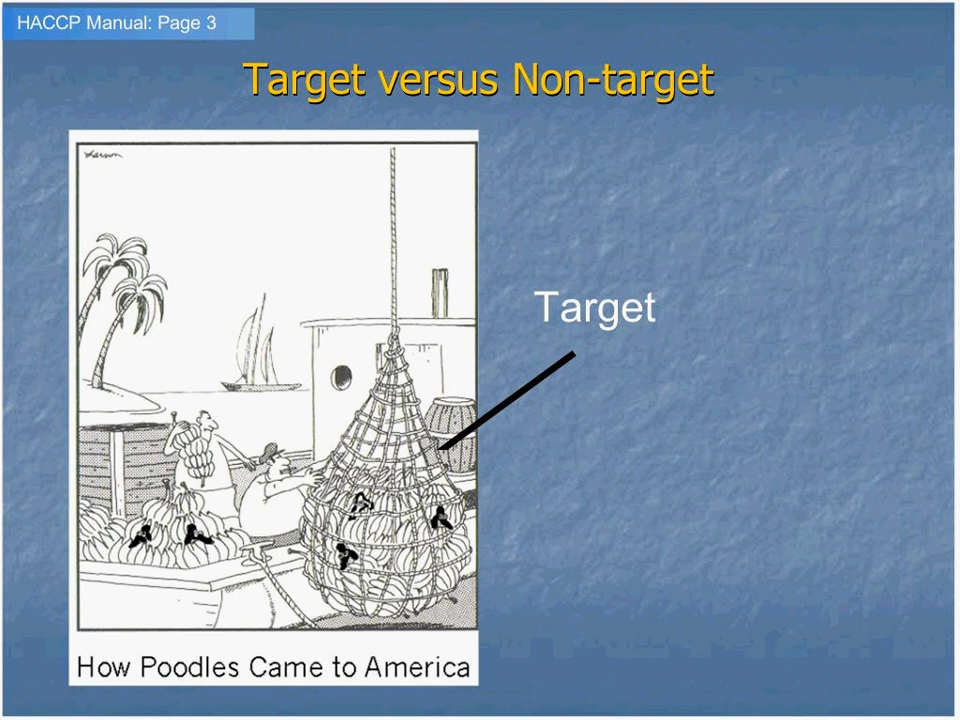 HACCP Manual: Page 3
Target versus Non-target
Target
How Poodles Came to America